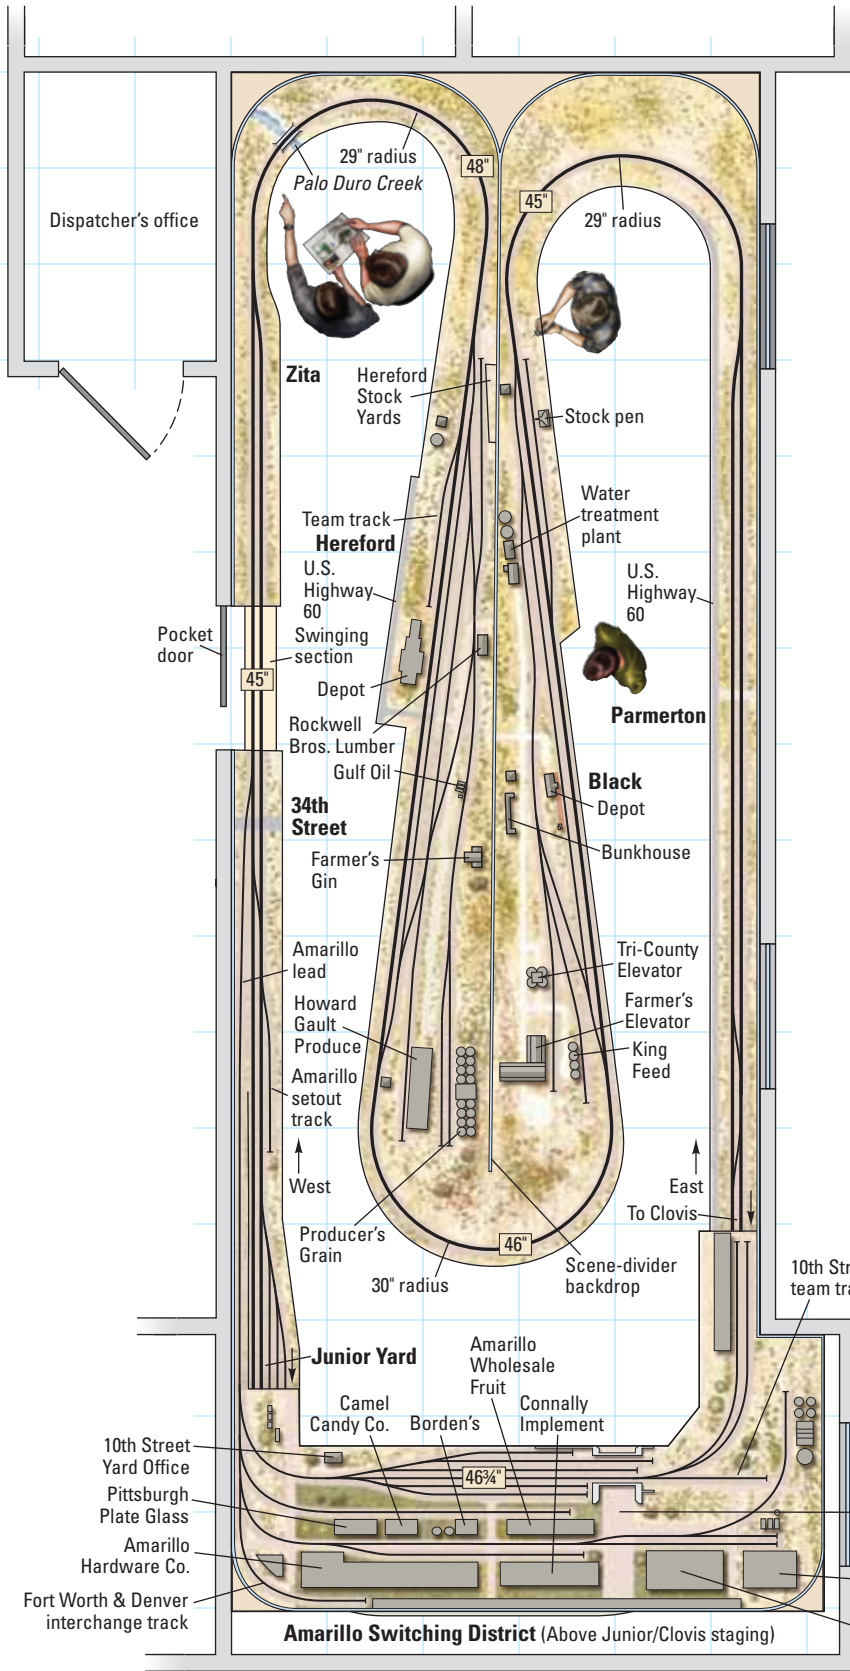 29" radius
Palo Duro Creek
48"
45"
29" radius
Dispatcher's office
Zita
Hereford
Stock
Yards
Stock pen
Water
treatment
plant
Team track
Hereford
U.S.
Highway
60
U.S.
Highway
60
Pocket
door
Swinging
section
45"
Depot
Parmerton
Rockwell
Bros. Lumber
Gulf Oil
Black
Depot
34th
Street
Bunkhouse
Farmer's
Gin
Amarillo
lead
Tri-County
Elevator
Howard
Gault
Produce
Farmer's
Elevator
King
Feed
Amarillo
setout
track
West
East
To Clovis
Producer's
Grain
46"
30" radius
Scene-divider
backdrop
10th Str
team tra
Junior Yard
Amarillo
Wholesale
Fruit
Camel
Candy Co.
Borden's
Connally
Implement
10th Street
Yard Office
46¾"
Pittsburgh
Plate Glass
Amarillo
Hardware Co.
Fort Worth & Denver
interchange track
Amarillo Switching District (Above Junior/Clovis staging)